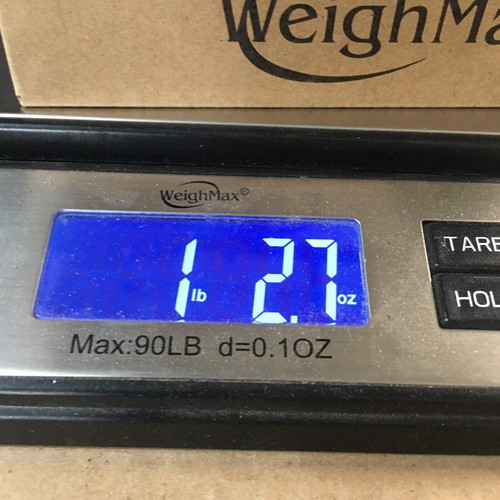 WeighMa
WeighMax®
1 lb 2.7 oz
TARE
HOL
Max:90LB d=0.1OZ